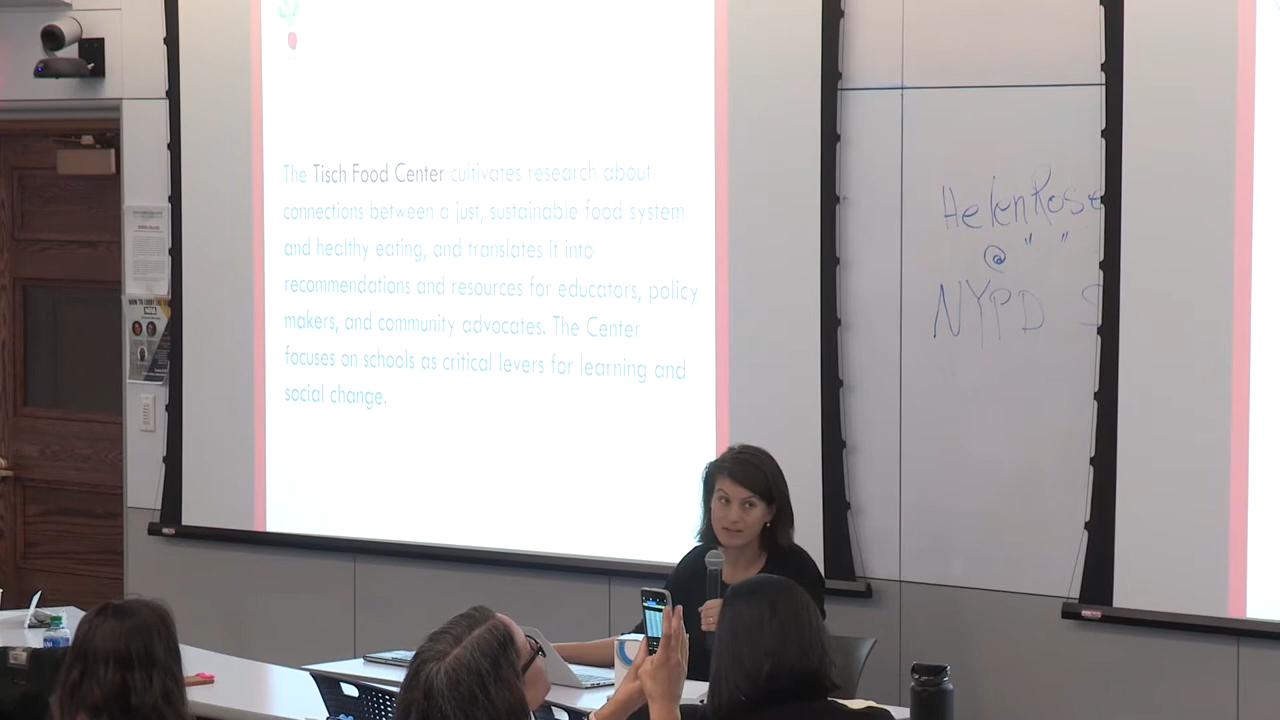 The Tisch Food Center cultivates research about
connections between a just, sustainable food system
and healthy eating, and translates it into
recommendations and resources for educators, policy
makers, and community advocates. The Center
focuses on schools as critical levers for learning and
social change.
HelenRose
@ " "
NYPD S